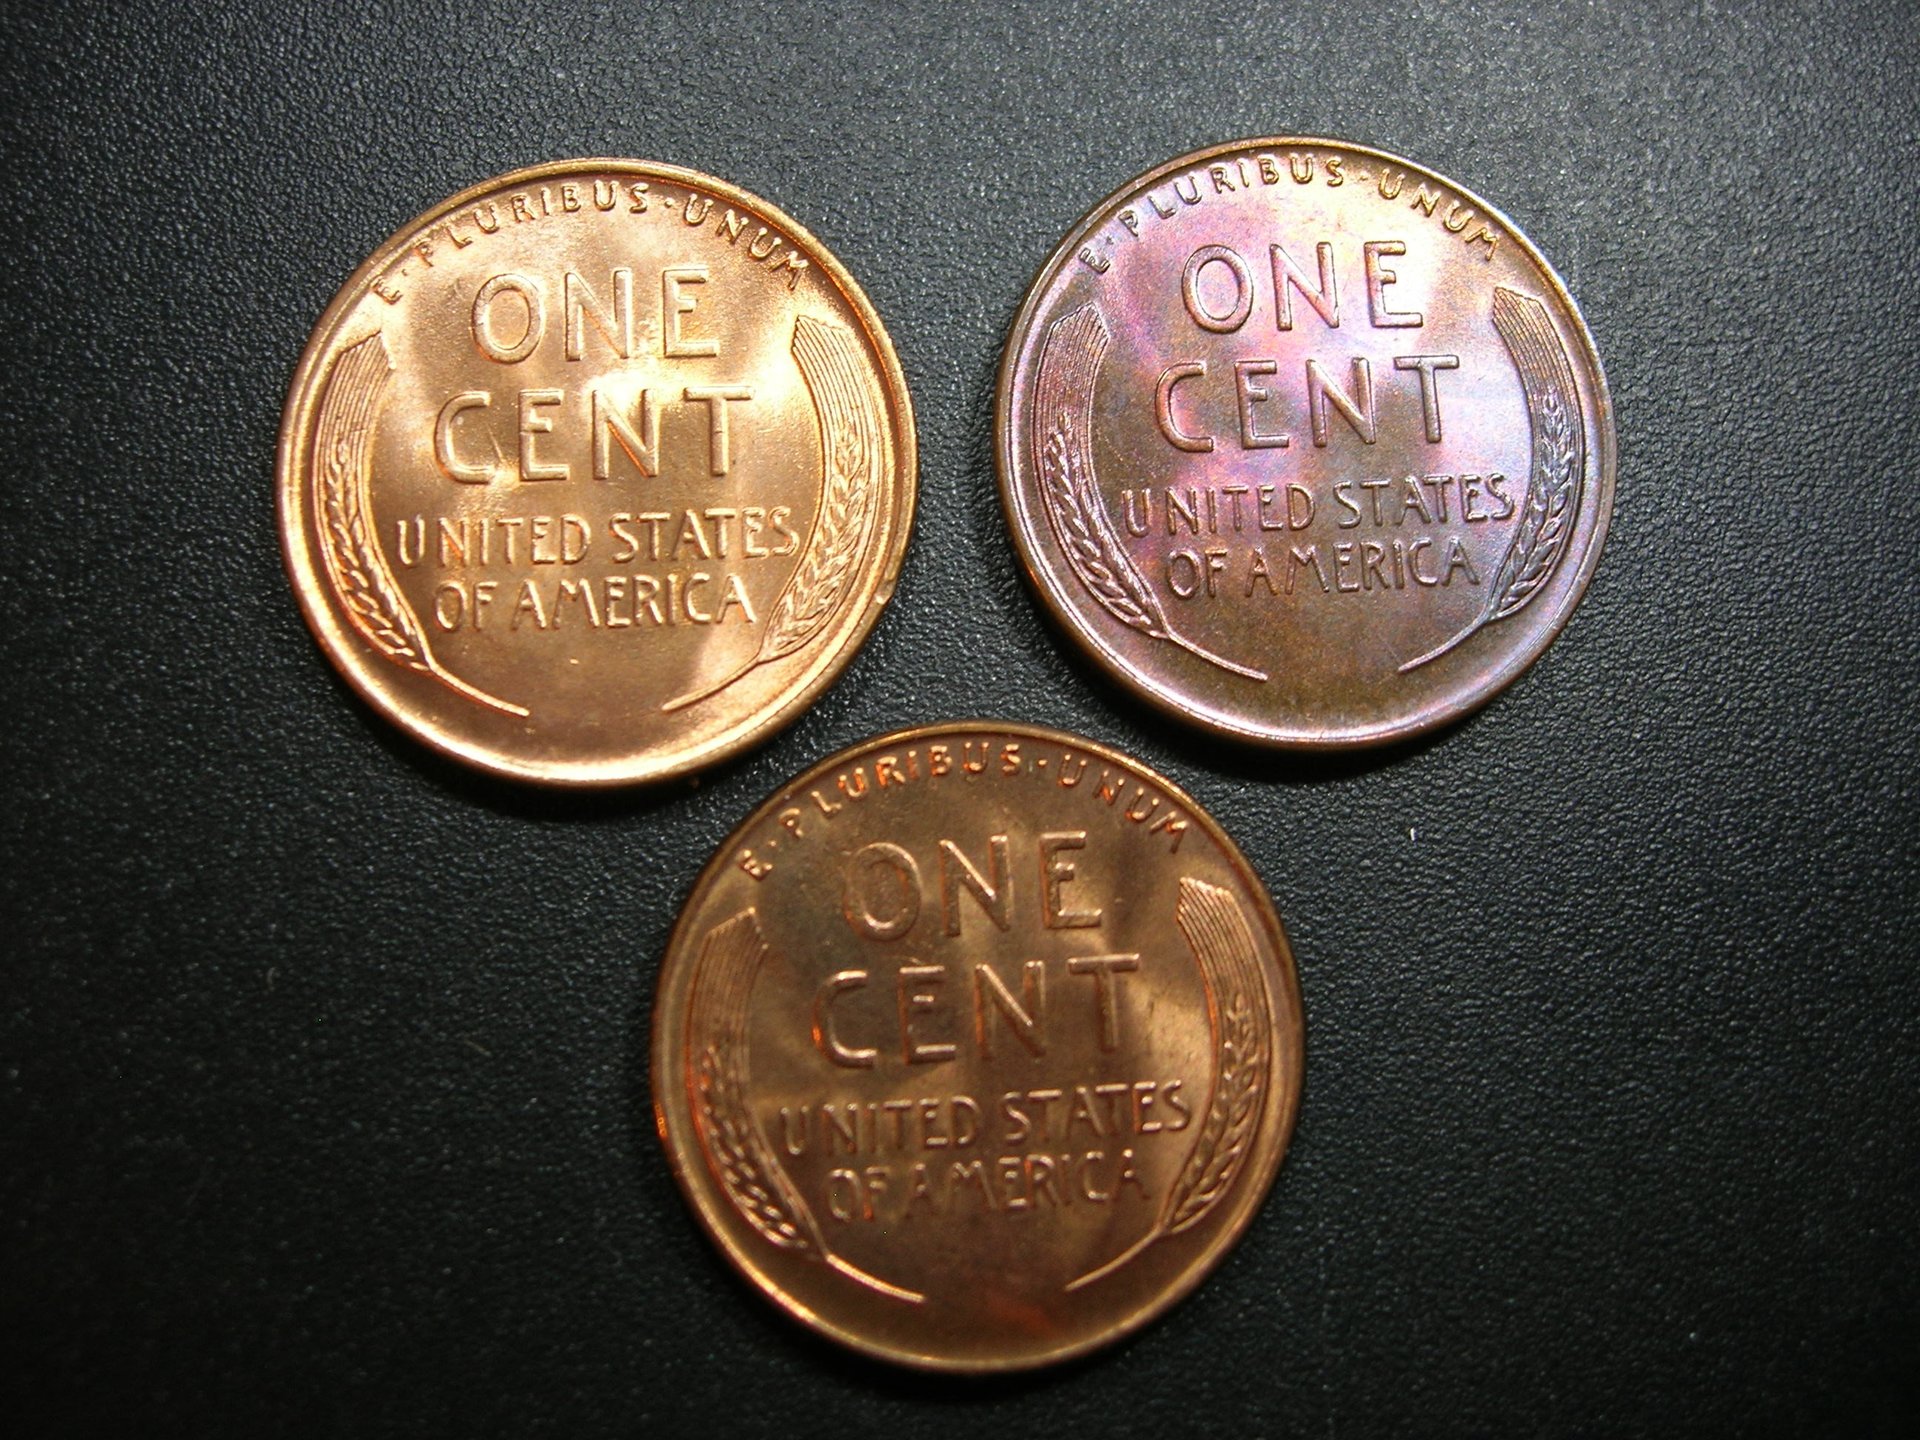 E·PLURIBUS·UNUM
ONE
CENT
UNITED STATES
OF AMERICA
E·PLURIBUS·UNUM
ONE
CENT
UNITED STATES
OF AMERICA
E·PLURIBUS·UNUM
ONE
CENT
UNITED STATES
OF AMERICA